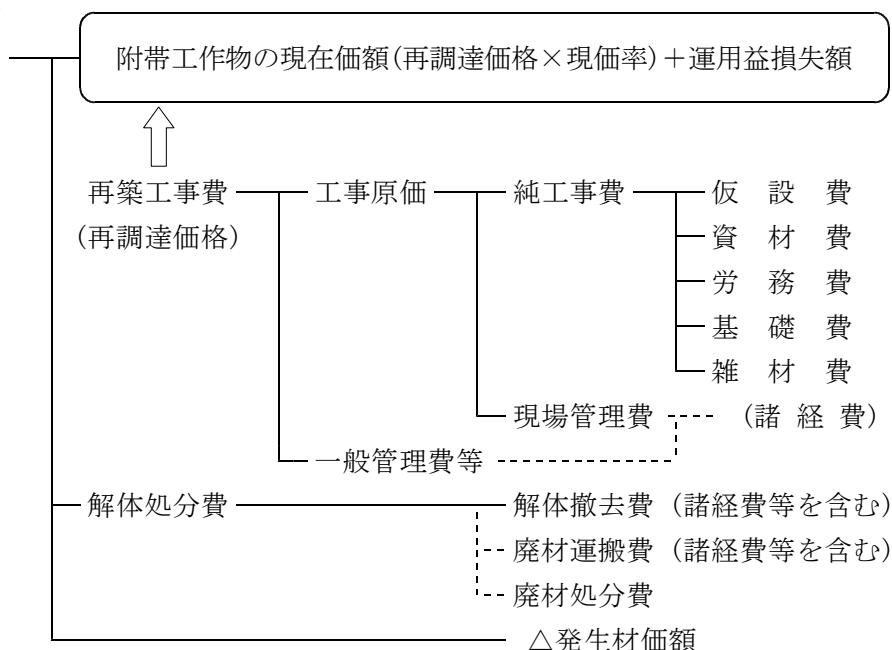 附帯工作物の現在価額(再調達価格×現価率)+運用益損失額
再築工事費 工事原価 純工事費 仮 設 費
(再調達価格) 資 材 費
労 務 費
基 礎 費
雑 材 費
現場管理費 (諸 経 費)
一般管理費等
解体処分費 解体撤去費 (諸経費等を含む)
廃材運搬費 (諸経費等を含む)
廃材処分費
△発生材価額